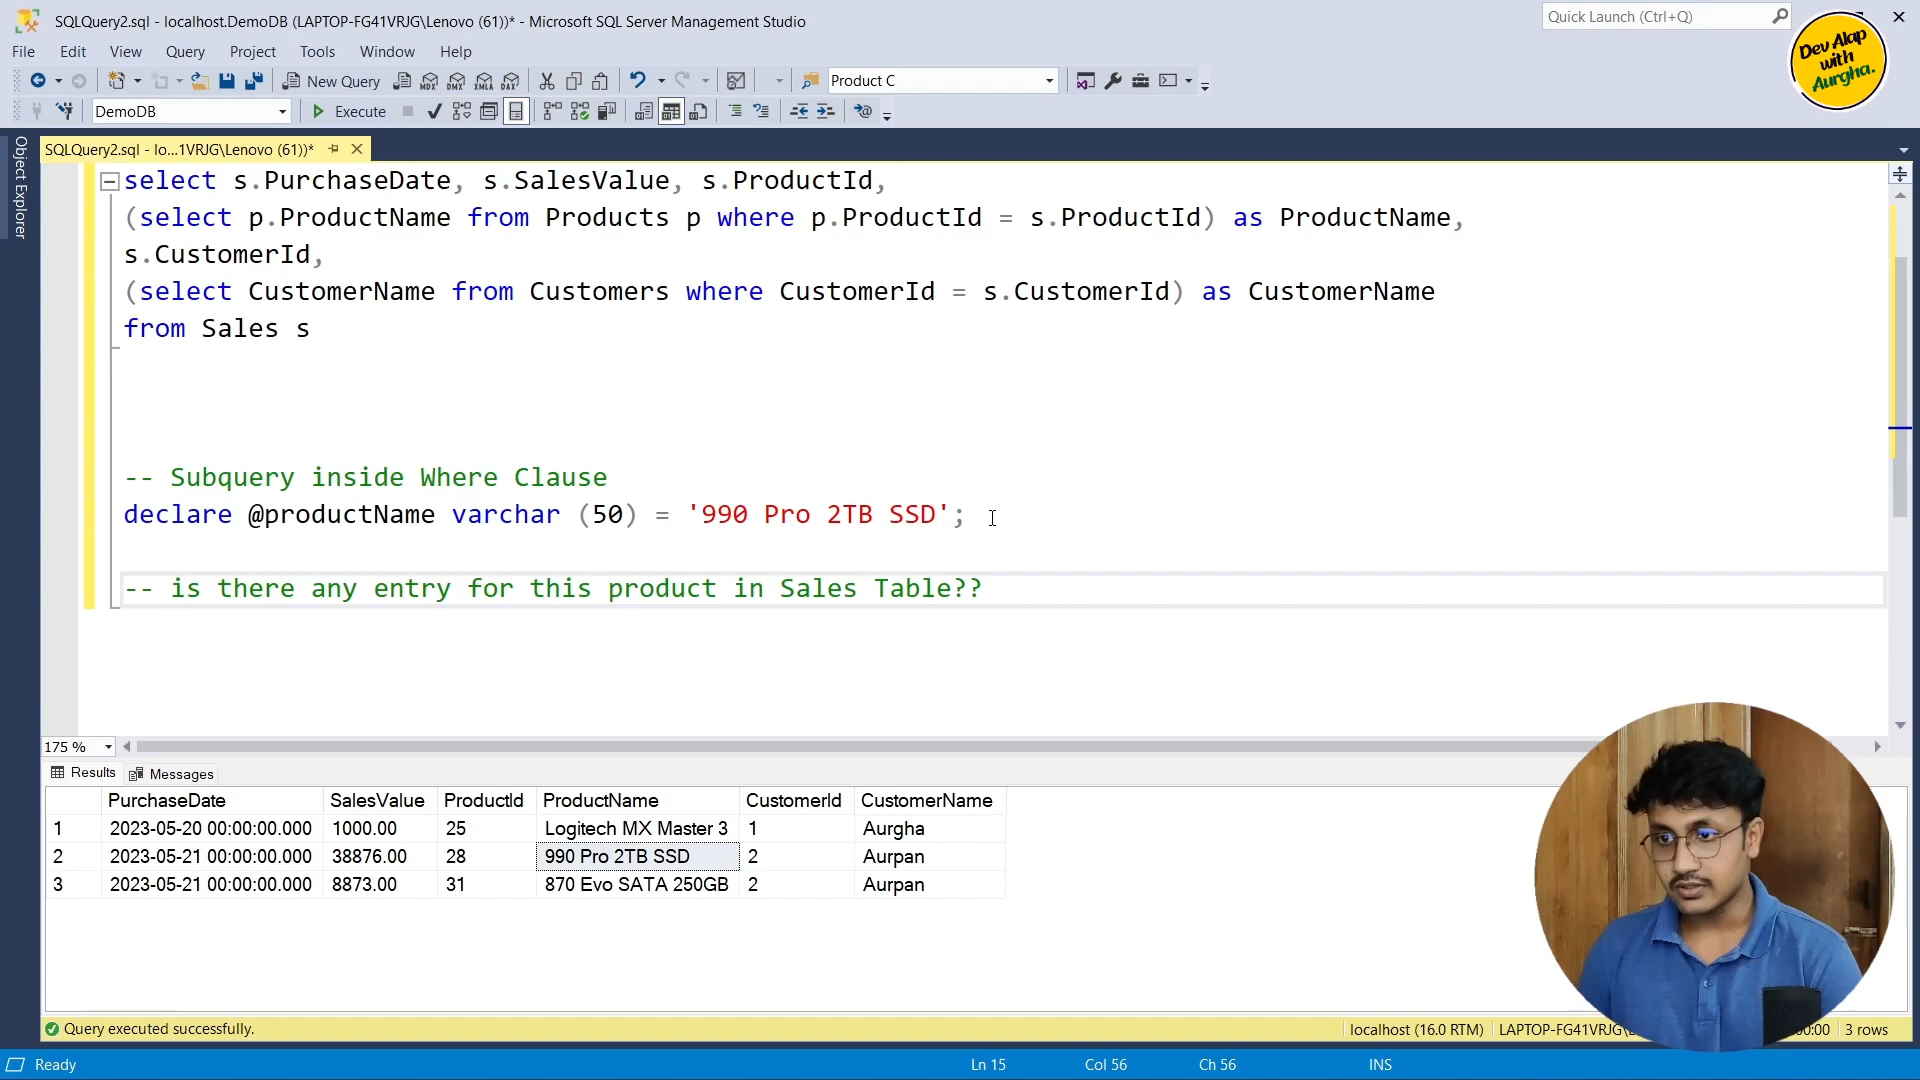 SQLQuery2.sql - localhost.DemoDB (LAPTOP-FG41VRJG\Lenovo (61))* - Microsoft SQL Server Management Studio
Quick Launch (Ctrl+Q)
Dev Alap
with
Aurgha.
File Edit View Query Project Tools Window Help
New Query
MDX DMX XMLA DAX
Product C
DemoDB
Execute
Object Explorer
SQLQuery2.sql - lo...1VRJG\Lenovo (61))*
select s.PurchaseDate, s.SalesValue, s.ProductId,
(select p.ProductName from Products p where p.ProductId = s.ProductId) as ProductName,
s.CustomerId,
(select CustomerName from Customers where CustomerId = s.CustomerId) as CustomerName
from Sales s
-- Subquery inside Where Clause
declare @productName varchar (50) = '990 Pro 2TB SSD';
-- is there any entry for this product in Sales Table??
175 %
Results Messages
PurchaseDate SalesValue ProductId ProductName CustomerId CustomerName
1 2023-05-20 00:00:00.000 1000.00 25 Logitech MX Master 3 1 Aurgha
2 2023-05-21 00:00:00.000 38876.00 28 990 Pro 2TB SSD 2 Aurpan
3 2023-05-21 00:00:00.000 8873.00 31 870 Evo SATA 250GB 2 Aurpan
Query executed successfully.
localhost (16.0 RTM) LAPTOP-FG41VRJG\ :00 3 rows
Ready
Ln 15 Col 56 Ch 56 INS